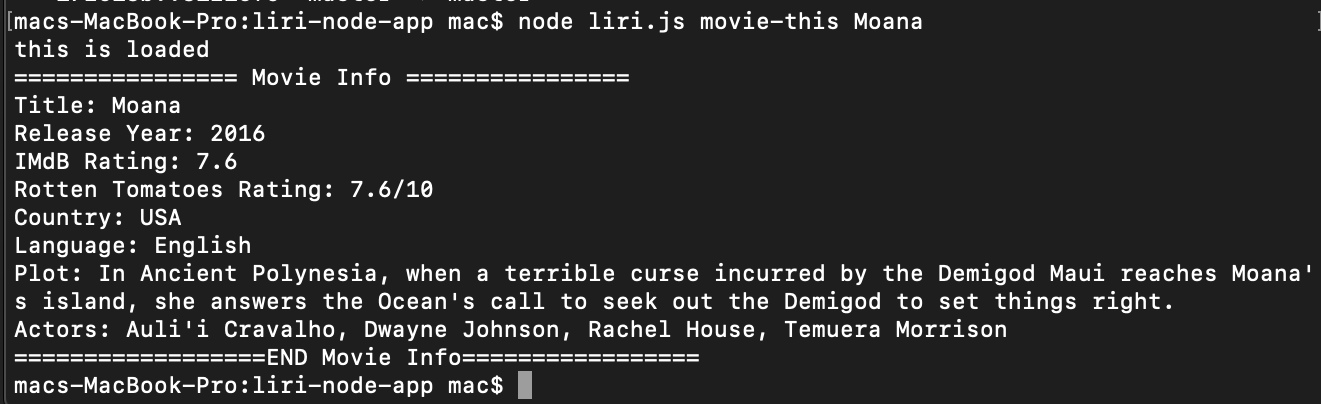 [macs-MacBook-Pro:liri-node-app mac$ node liri.js movie-this Moana ]
this is loaded
================ Movie Info ================
Title: Moana
Release Year: 2016
IMdB Rating: 7.6
Rotten Tomatoes Rating: 7.6/10
Country: USA
Language: English
Plot: In Ancient Polynesia, when a terrible curse incurred by the Demigod Maui reaches Moana'
s island, she answers the Ocean's call to seek out the Demigod to set things right.
Actors: Auli'i Cravalho, Dwayne Johnson, Rachel House, Temuera Morrison
==================END Movie Info=================
macs-MacBook-Pro:liri-node-app mac$